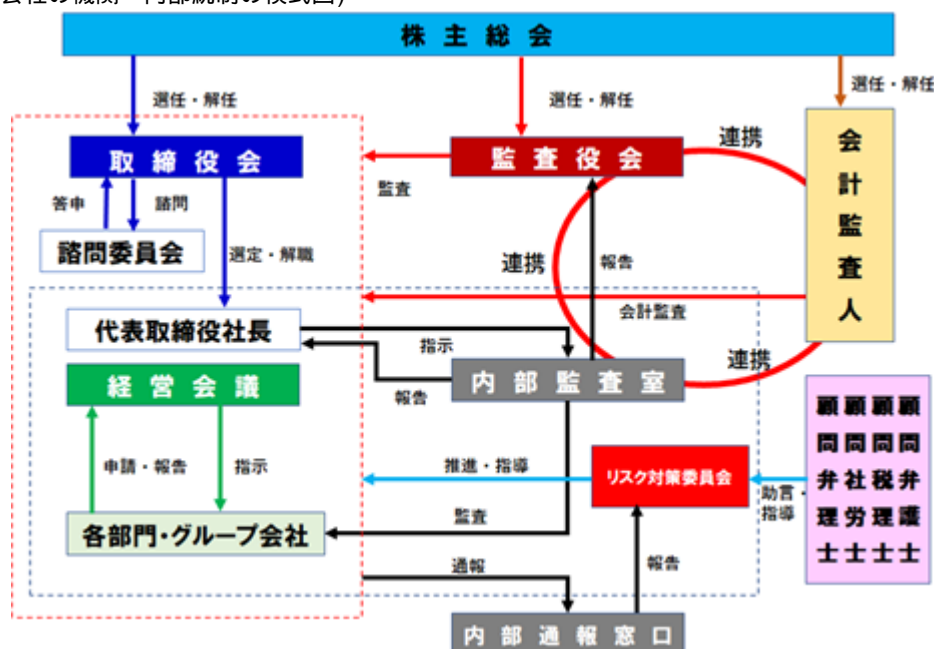 会社の機関・内部統制の模式図)
株主総会
選任・解任
選任・解任
選任・解任
取締役会
監査役会
連携
会計監査人
監査
答申
諮問
諮問委員会
選定・解職
連携
報告
会計監査
代表取締役社長
指示
連携
経営会議
報告
内部監査室
顧問弁護士
顧問税理士
顧問社労士
顧問弁理士
申請・報告
指示
推進・指導
リスク対策委員会
助言・
指導
監査
各部門・グループ会社
通報
報告
内部通報窓口